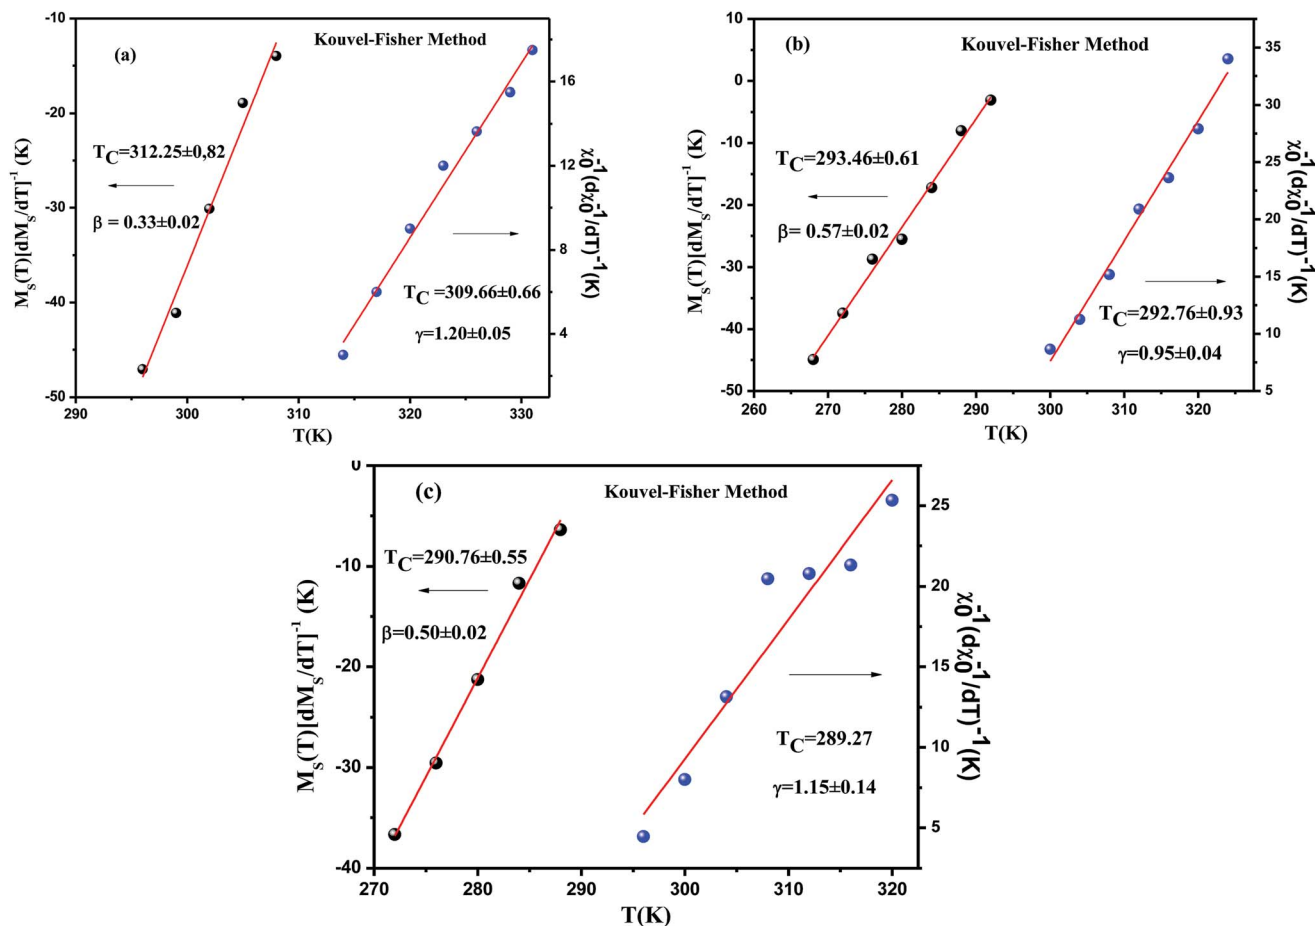 (a)
Kouvel-Fisher Method
T_C=312.25±0,82
β = 0.33±0.02
T_C=309.66±0.66
γ=1.20±0.05
M_S(T)[dM_S/dT]^-1 (K)
-10
-20
-30
-40
-50
χ_0^-1(dχ_0^-1/dT)^-1(K)
16
12
8
4
290 300 310 320 330
T(K)
(b)
Kouvel-Fisher Method
T_C=293.46±0.61
β= 0.57±0.02
T_C=292.76±0.93
γ=0.95±0.04
M_S(T)[dM_S/dT]^-1 (K)
10
0
-10
-20
-30
-40
-50
χ_0^-1(dχ_0^-1/dT)^-1(K)
35
30
25
20
15
10
5
260 270 280 290 300 310 320
T(K)
(c)
Kouvel-Fisher Method
T_C=290.76±0.55
β=0.50±0.02
T_C=289.27
γ=1.15±0.14
M_S(T)[dM_S/dT]^-1 (K)
0
-10
-20
-30
-40
χ_0^-1(dχ_0^-1/dT)^-1(K)
25
20
15
10
5
270 280 290 300 310 320
T(K)